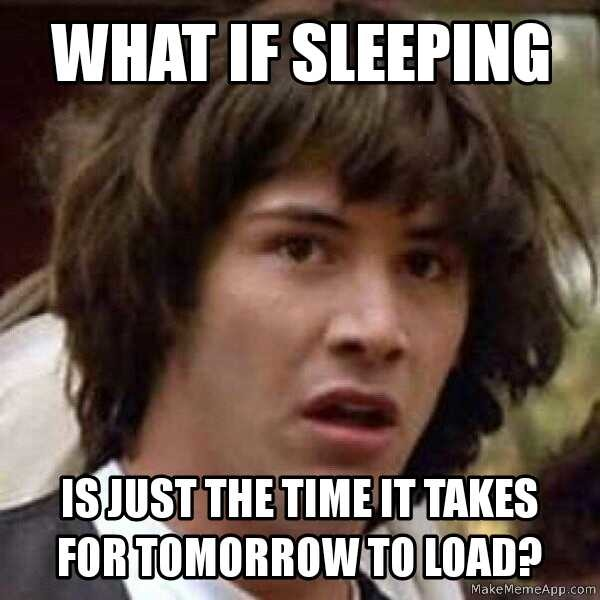 WHAT IF SLEEPING
IS JUST THE TIME IT TAKES
FOR TOMORROW TO LOAD?
MakeMemeApp.com